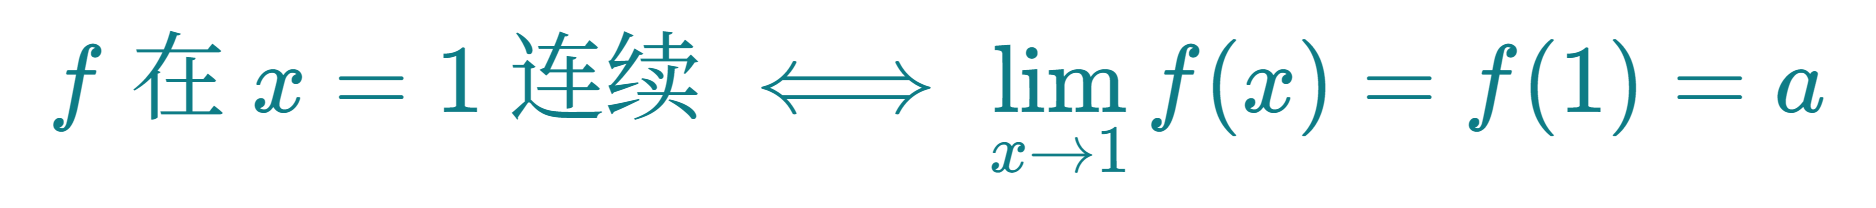 f 在 x = 1 连续 ⟺ lim_{x→1} f(x) = f(1) = a